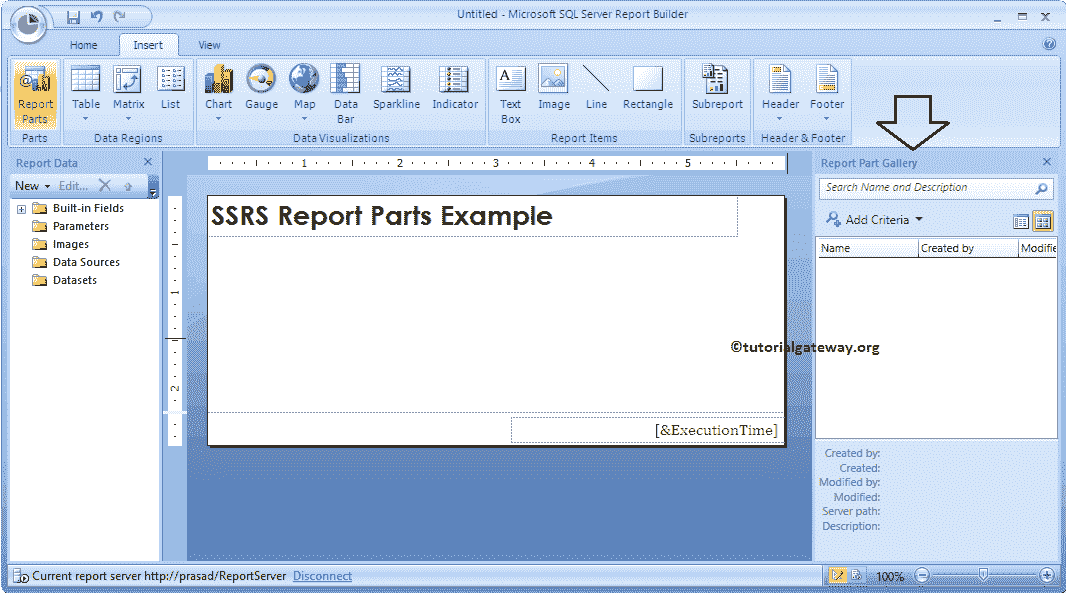 Untitled - Microsoft SQL Server Report Builder
Home Insert View
Report Parts
Table
Matrix
List
Chart
Gauge
Map
Data Bar
Sparkline
Indicator
Text Box
Image
Line
Rectangle
Subreport
Header
Footer
Parts
Data Regions
Data Visualizations
Report Items
Subreports
Header & Footer
Report Data
New Edit...
Built-in Fields
Parameters
Images
Data Sources
Datasets
1 2 3 4 5
1
2
SSRS Report Parts Example
[&ExecutionTime]
Report Part Gallery
Search Name and Description
Add Criteria
Name Created by Modifie
©tutorialgateway.org
Created by:
Created:
Modified by:
Modified:
Server path:
Description:
Current report server http://prasad/ReportServer Disconnect
100%